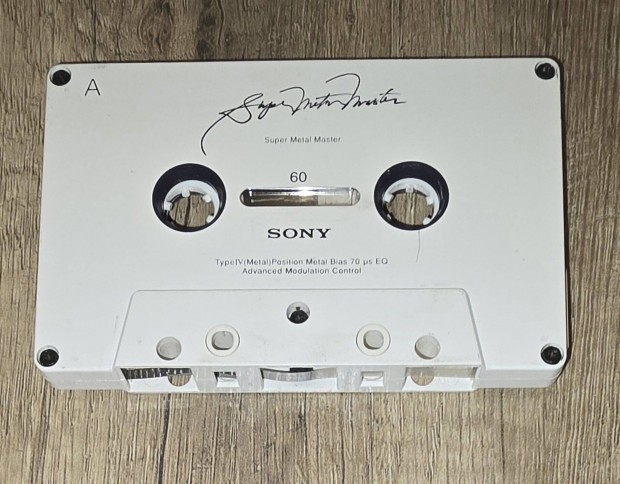 A
Super Metal Master
Super Metal Master
60
SONY
TypeIV(Metal)Position Metal Bias 70 µs EQ
Advanced Modulation Control